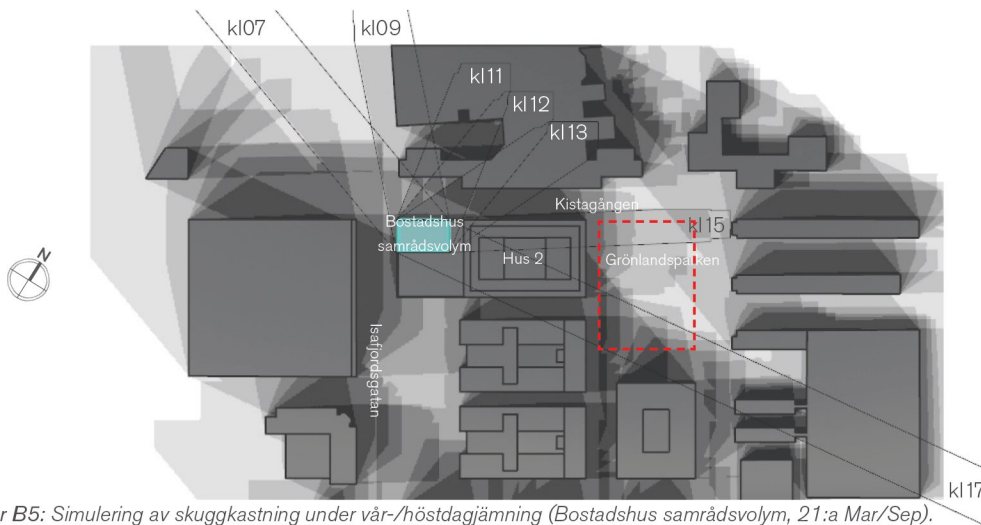 kl07
kl09
kl11
kl12
kl13
Kistagången
Bostadshus
samrådsvolym
kl15
Hus 2
Grönlandsparken
N
Isafjordsgatan
kl17
r B5: Simulering av skuggkastning under vår-/höstdagjämning (Bostadshus samrådsvolym, 21:a Mar/Sep).